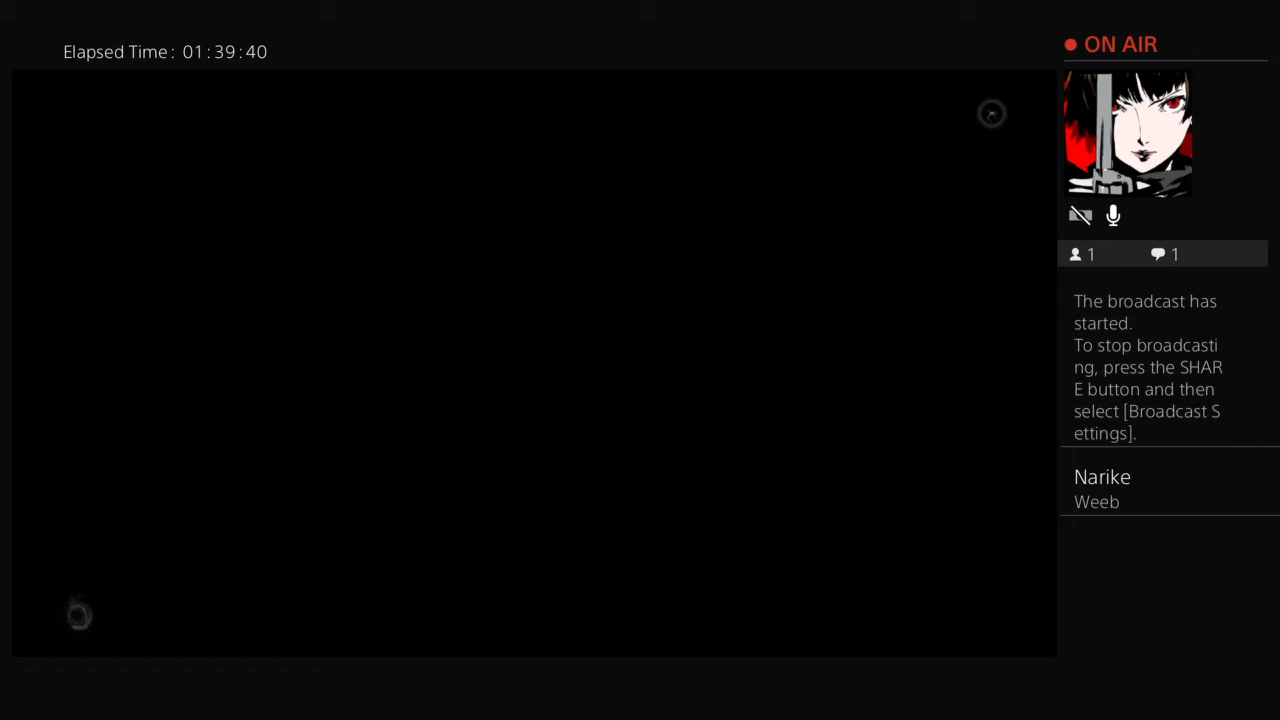 Elapsed Time: 01:39:40
ON AIR
1 1
The broadcast has
started.
To stop broadcasti
ng, press the SHAR
E button and then
select [Broadcast S
ettings].
Narike
Weeb